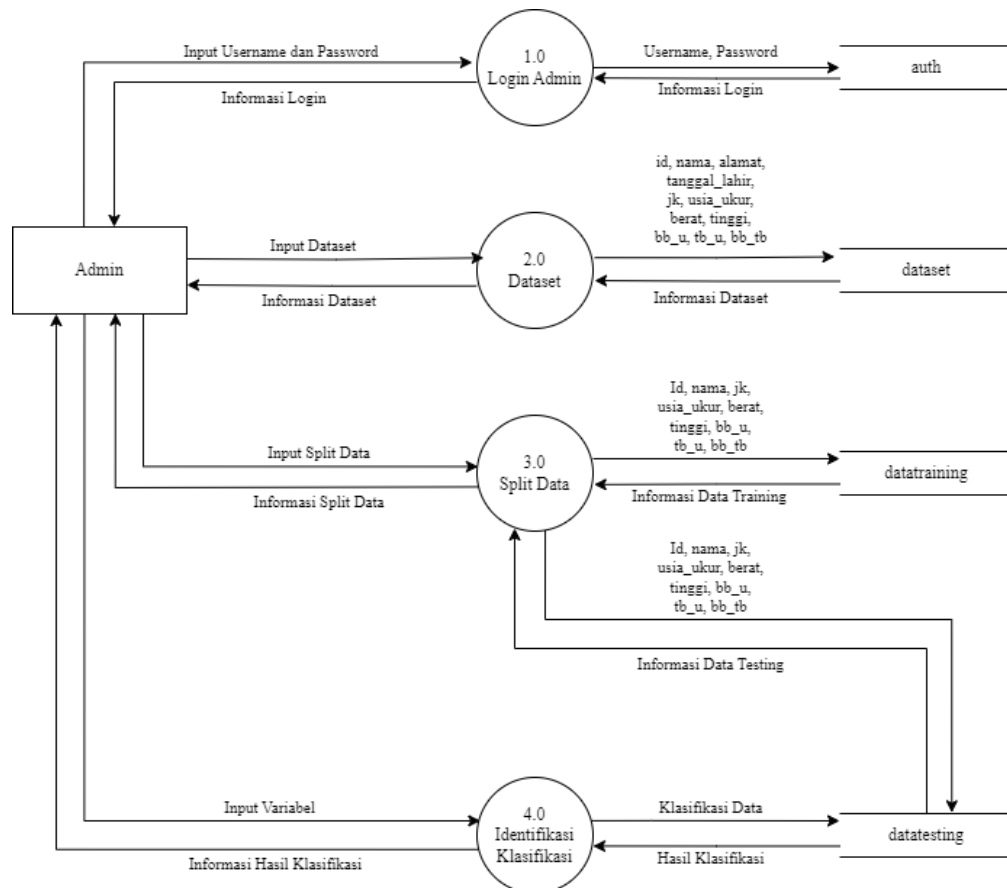 Input Username dan Password
Informasi Login
1.0
Login Admin
Username, Password
Informasi Login
auth
Admin
Input Dataset
Informasi Dataset
2.0
Dataset
id, nama, alamat,
tanggal_lahir,
jk, usia_ukur,
berat, tinggi,
bb_u, tb_u, bb_tb
Informasi Dataset
dataset
Input Split Data
Informasi Split Data
3.0
Split Data
Id, nama, jk,
usia_ukur, berat,
tinggi, bb_u,
tb_u, bb_tb
Informasi Data Training
datatraining
Id, nama, jk,
usia_ukur, berat,
tinggi, bb_u,
tb_u, bb_tb
Informasi Data Testing
Input Variabel
Informasi Hasil Klasifikasi
4.0
Identifikasi
Klasifikasi
Klasifikasi Data
Hasil Klasifikasi
datatesting